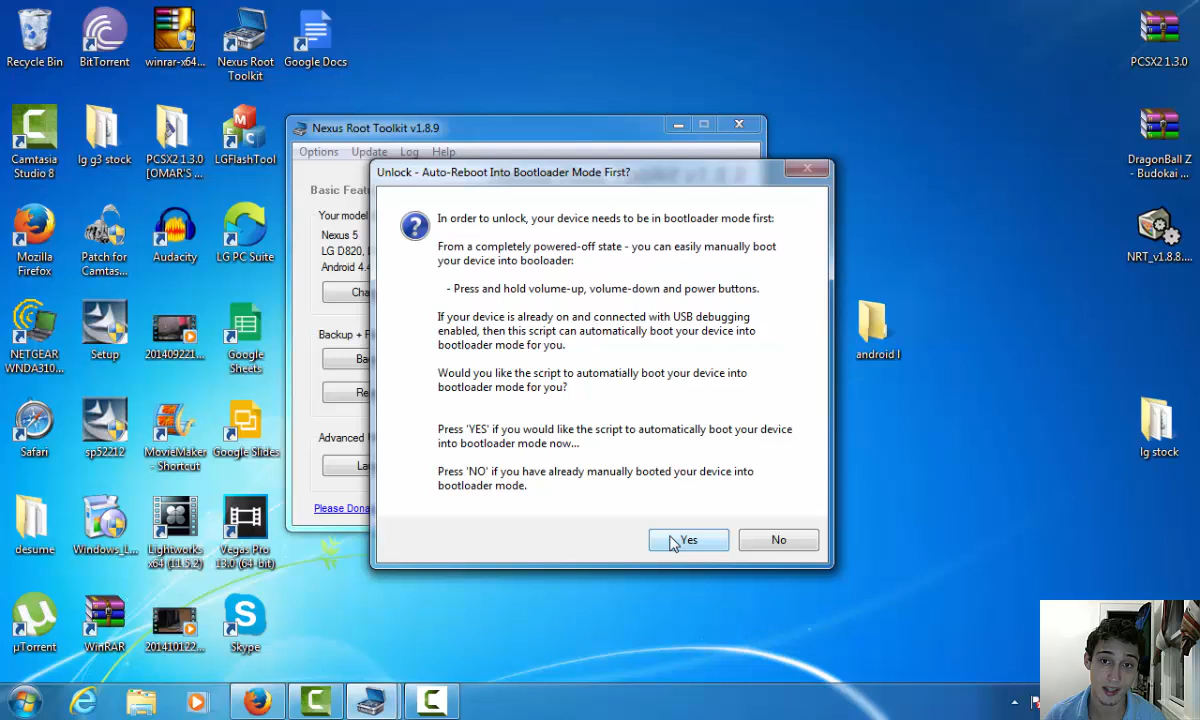 Recycle Bin
BitTorrent
winrar-x64...
Nexus Root
Toolkit
Google Docs
PCSX2 1.3.0
Camtasia
Studio 8
lg g3 stock
PCSX2 1.3.0
[OMAR'S ...
LGFlashTool
DragonBall Z
- Budokai ...
Mozilla
Firefox
Patch for
Camtas...
Audacity
LG PC Suite
NRT_v1.8.8....
NETGEAR
WNDA310...
Setup
201409221...
Google
Sheets
android l
Safari
sp52212
MovieMaker
- Shortcut
Google Slides
lg stock
desume
Windows_L...
Lightworks
x64 (11.5.2)
Vegas Pro
13.0 (64-bit)
µTorrent
WinRAR
201410122...
Skype
Nexus Root Toolkit v1.8.9
Options Update Log Help
Basic Featu
Your model
Nexus 5
LG D820,
Android 4.4
Cha
Backup + F
Ba
Re
Advanced
La
Please Dona
Unlock - Auto-Reboot Into Bootloader Mode First?
In order to unlock, your device needs to be in bootloader mode first:
From a completely powered-off state - you can easily manually boot
your device into booloader:
- Press and hold volume-up, volume-down and power buttons.
If your device is already on and connected with USB debugging
enabled, then this script can automatically boot your device into
bootloader mode for you.
Would you like the script to automatially boot your device into
bootloader mode for you?
Press 'YES' if you would like the script to automatically boot your device
into bootloader mode now...
Press 'NO' if you have already manually booted your device into
bootloader mode.
Yes
No